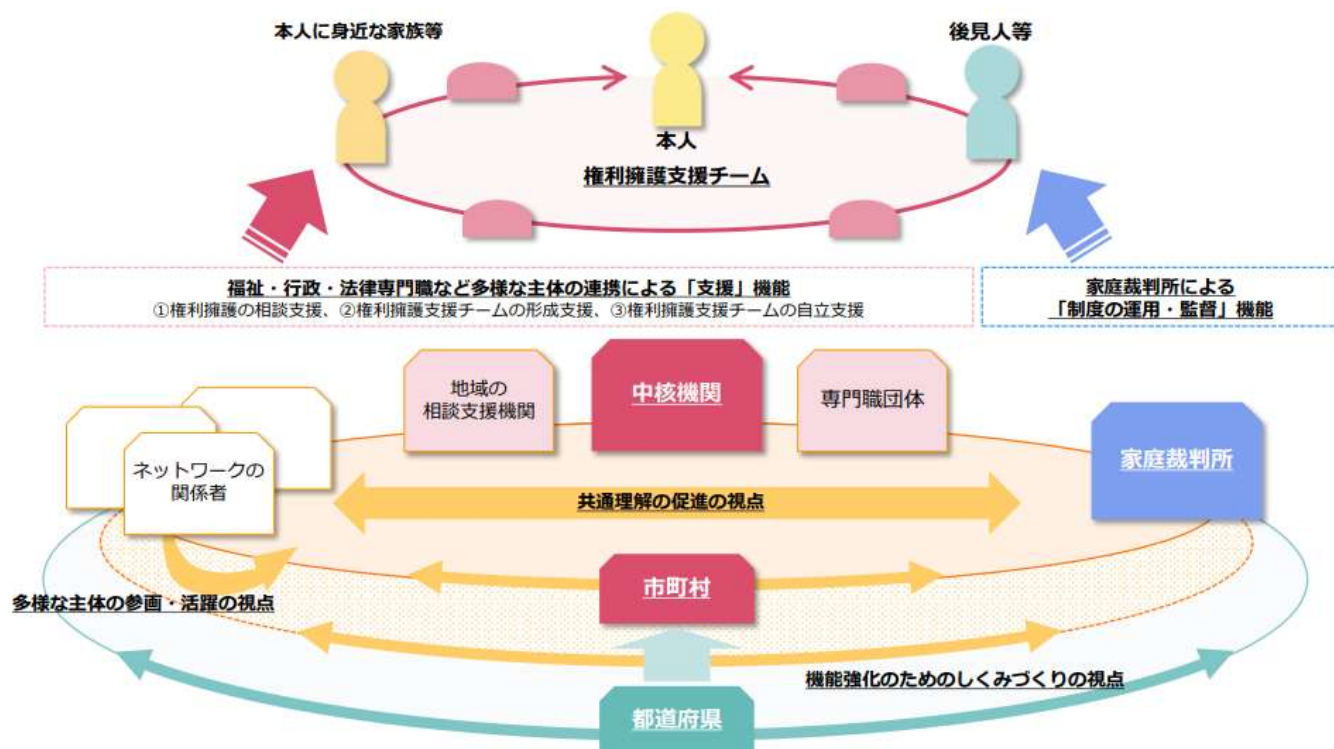 本人に身近な家族等
後見人等
本人
権利擁護支援チーム
福祉・行政・法律専門職など多様な主体の連携による「支援」機能
①権利擁護の相談支援、②権利擁護支援チームの形成支援、③権利擁護支援チームの自立支援
家庭裁判所による
「制度の運用・監督」機能
地域の
相談支援機関
中核機関
専門職団体
家庭裁判所
ネットワークの
関係者
共通理解の促進の視点
市町村
多様な主体の参画・活躍の視点
機能強化のためのしくみづくりの視点
都道府県